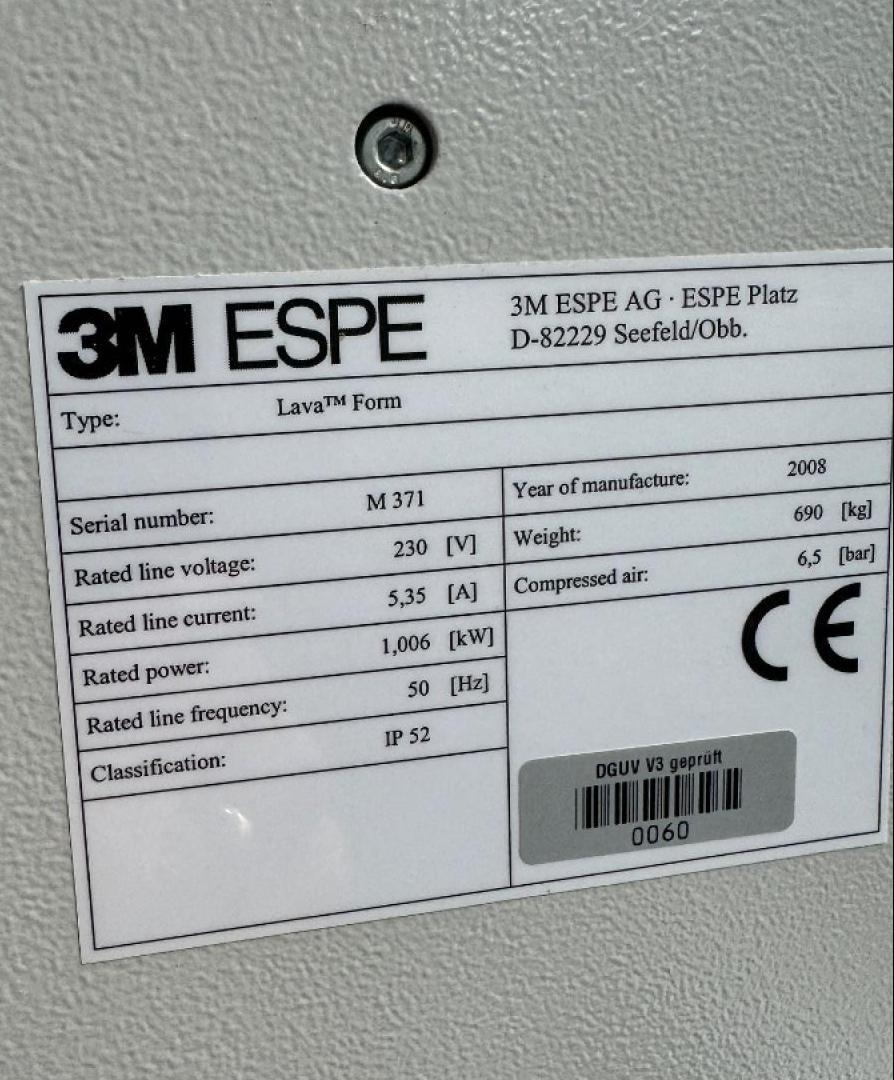 3M ESPE
3M ESPE AG · ESPE Platz
D-82229 Seefeld/Obb.
Type: Lava™ Form
Serial number: M 371
Year of manufacture: 2008
Rated line voltage: 230 [V]
Weight: 690 [kg]
Rated line current: 5,35 [A]
Compressed air: 6,5 [bar]
Rated power: 1,006 [kW]
CE
Rated line frequency: 50 [Hz]
Classification: IP 52
DGUV V3 geprüft
0060